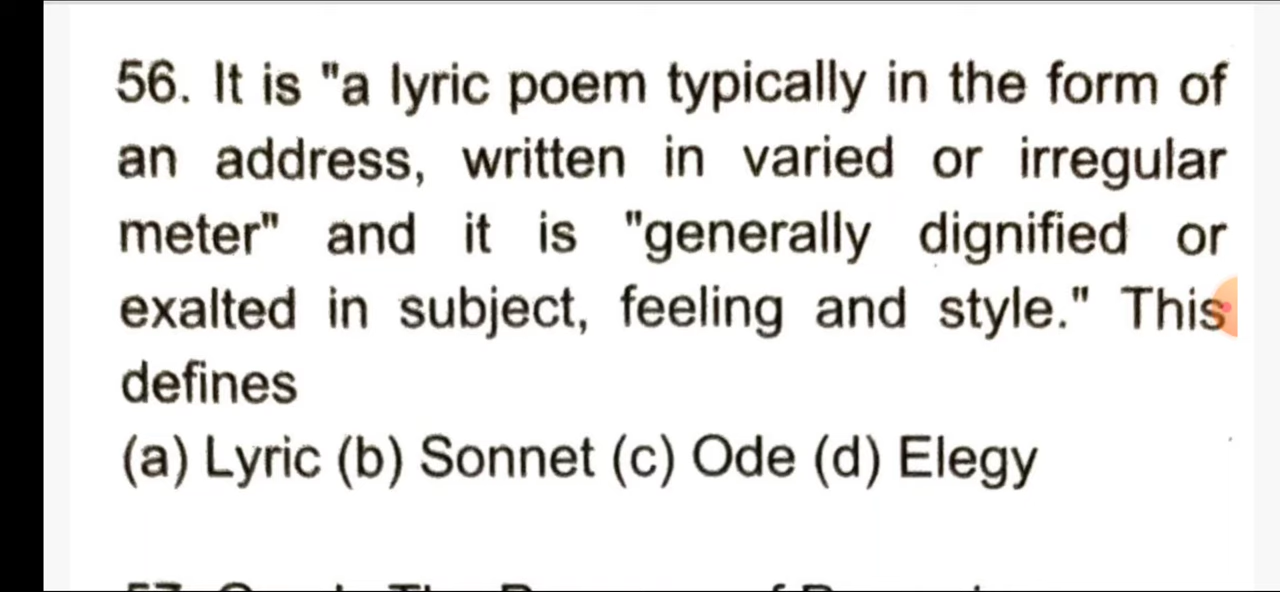 56. It is "a lyric poem typically in the form of
an address, written in varied or irregular
meter" and it is "generally dignified or
exalted in subject, feeling and style." This
defines
(a) Lyric (b) Sonnet (c) Ode (d) Elegy